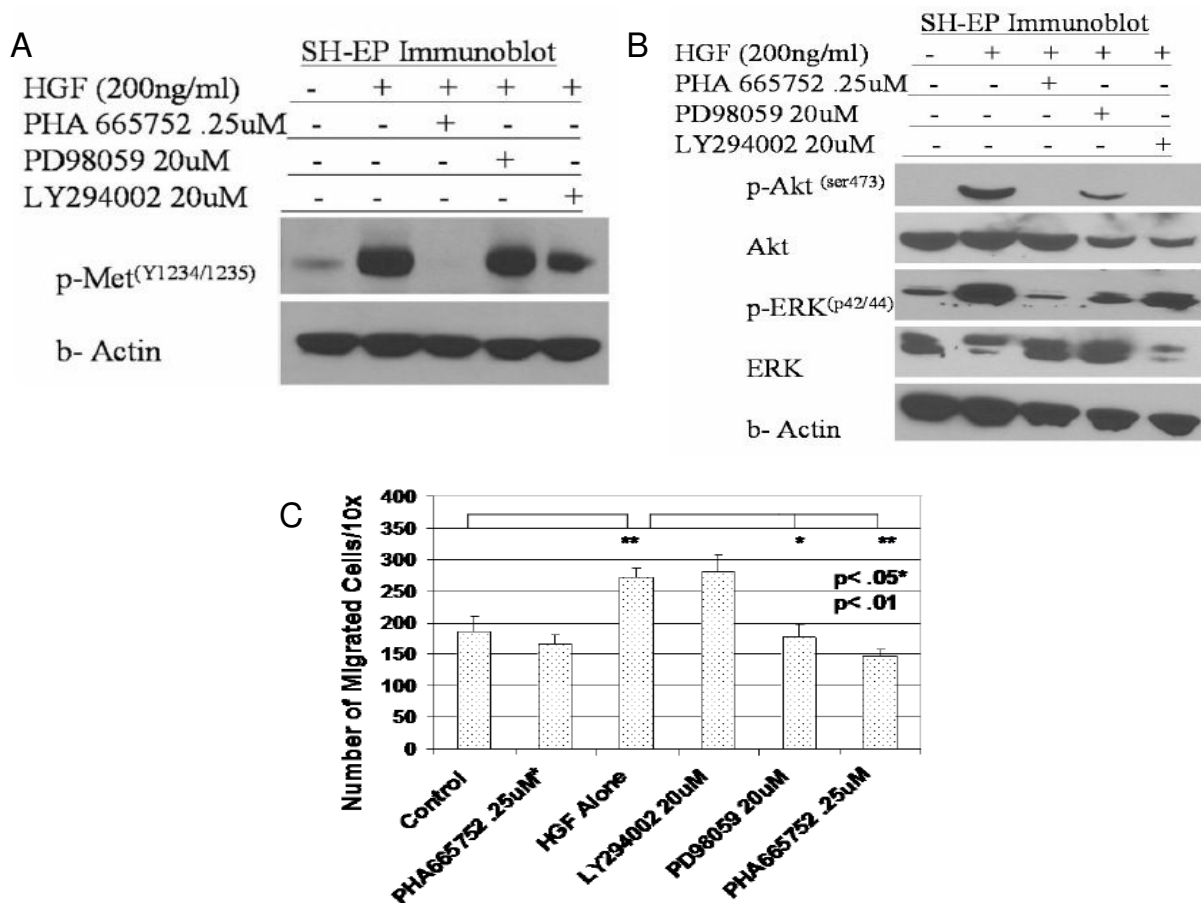 A
SH-EP Immunoblot
HGF (200ng/ml) - + + + +
PHA 665752 .25uM - - + - -
PD98059 20uM - - - + -
LY294002 20uM - - - - +
p-Met(Y1234/1235)
b- Actin
B
SH-EP Immunoblot
HGF (200ng/ml) - + + + +
PHA 665752 .25uM - - + - -
PD98059 20uM - - - + -
LY294002 20uM - - - - +
p-Akt (ser473)
Akt
p-ERK(p42/44)
ERK
b- Actin
C
Number of Migrated Cells/10x
400
350
300
250
200
150
100
50
0
** * **
p< .05*
p< .01
Control
PHA665752 .25uM*
HGF Alone
LY294002 20uM
PD98059 20uM
PHA665752 .25uM